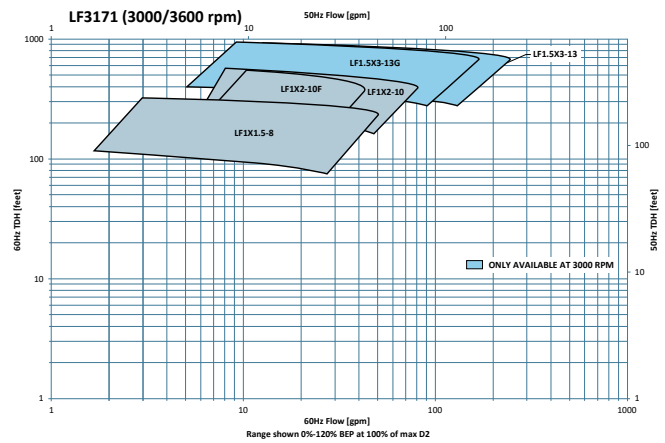 LF3171 (3000/3600 rpm)
50Hz Flow [gpm]
1 10 100
1000
100
10
1
60Hz TDH [feet]
LF1.5X3-13G
LF1.5X3-13
LF1X2-10F
LF1X2-10
LF1X1.5-8
ONLY AVAILABLE AT 3000 RPM
100
10
1
50Hz TDH [feet]
1 10 100 1000
60Hz Flow [gpm]
Range shown 0%-120% BEP at 100% of max D2